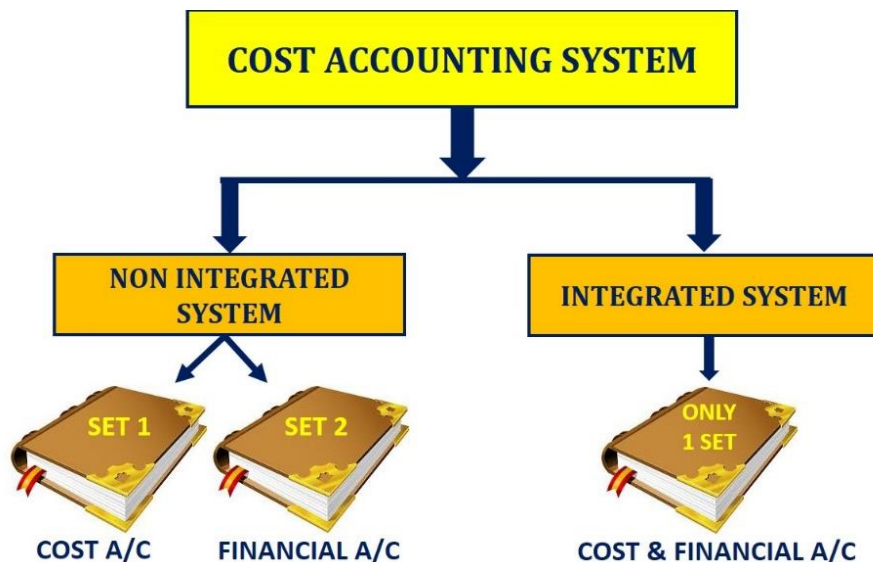 COST ACCOUNTING SYSTEM
NON INTEGRATED
SYSTEM
INTEGRATED SYSTEM
SET 1
SET 2
ONLY
1 SET
COST A/C
FINANCIAL A/C
COST & FINANCIAL A/C